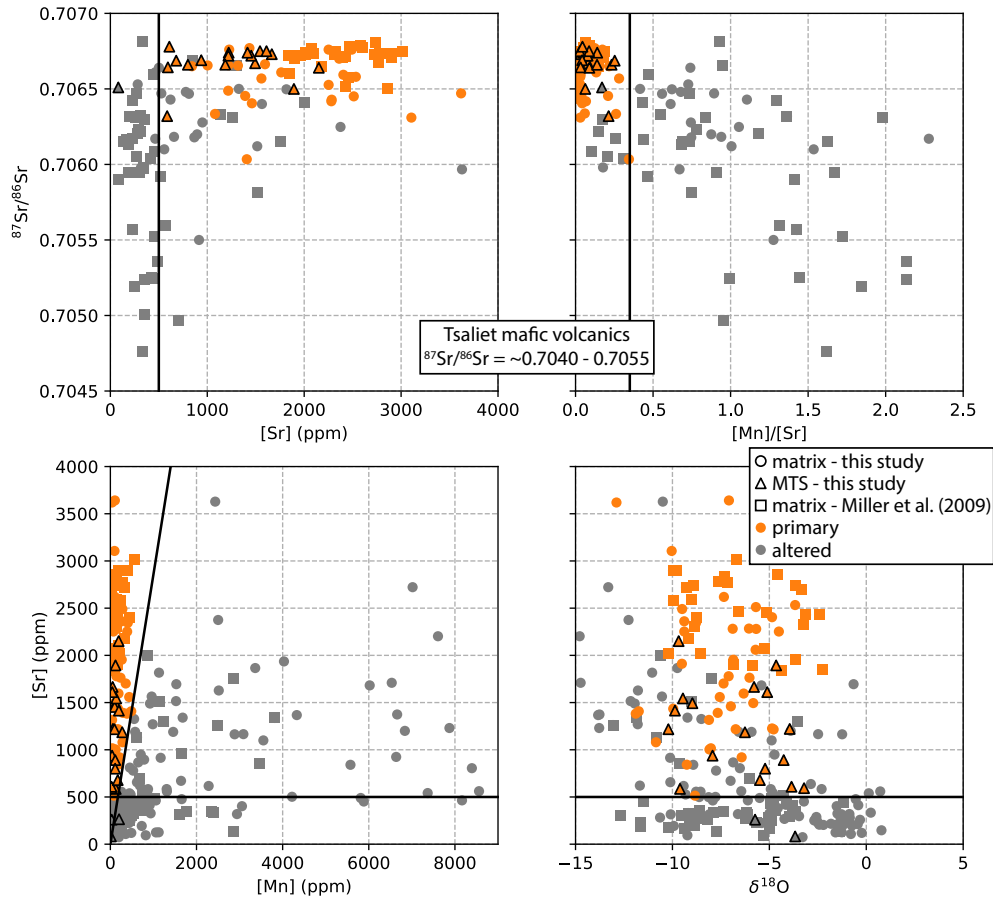 0.7070
0.7065
0.7060
0.7055
0.7050
0.7045
⁸⁷Sr/⁸⁶Sr
0
1000
2000
3000
4000
[Sr] (ppm)
0.0
0.5
1.0
1.5
2.0
2.5
[Mn]/[Sr]
Tsaliet mafic volcanics
⁸⁷Sr/⁸⁶Sr = ~0.7040 - 0.7055
4000
3500
3000
2500
2000
1500
1000
500
0
[Sr] (ppm)
0
2000
4000
6000
8000
[Mn] (ppm)
matrix - this study
MTS - this study
matrix - Miller et al. (2009)
primary
altered
−15
−10
−5
0
5
δ¹⁸O